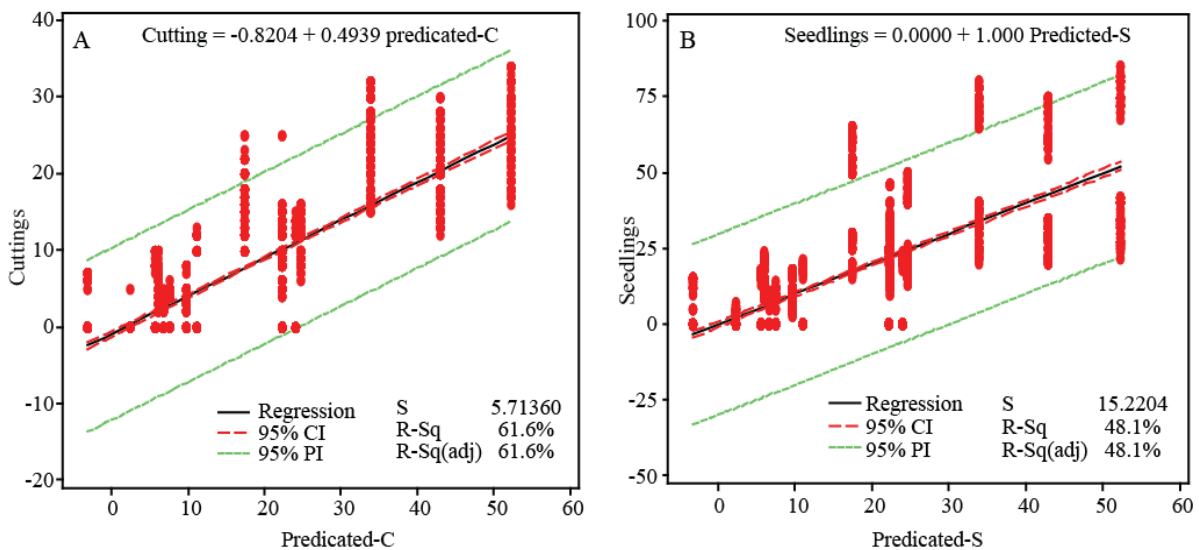 A
Cutting = -0.8204 + 0.4939 predicated-C
40
30
20
10
0
-10
-20
Cuttings
Regression
95% CI
95% PI
S 5.71360
R-Sq 61.6%
R-Sq(adj) 61.6%
0 10 20 30 40 50 60
Predicated-C
B
Seedlings = 0.0000 + 1.000 Predicted-S
100
75
50
25
0
-25
-50
Seedlings
Regression
95% CI
95% PI
S 15.2204
R-Sq 48.1%
R-Sq(adj) 48.1%
0 10 20 30 40 50 60
Predicated-S